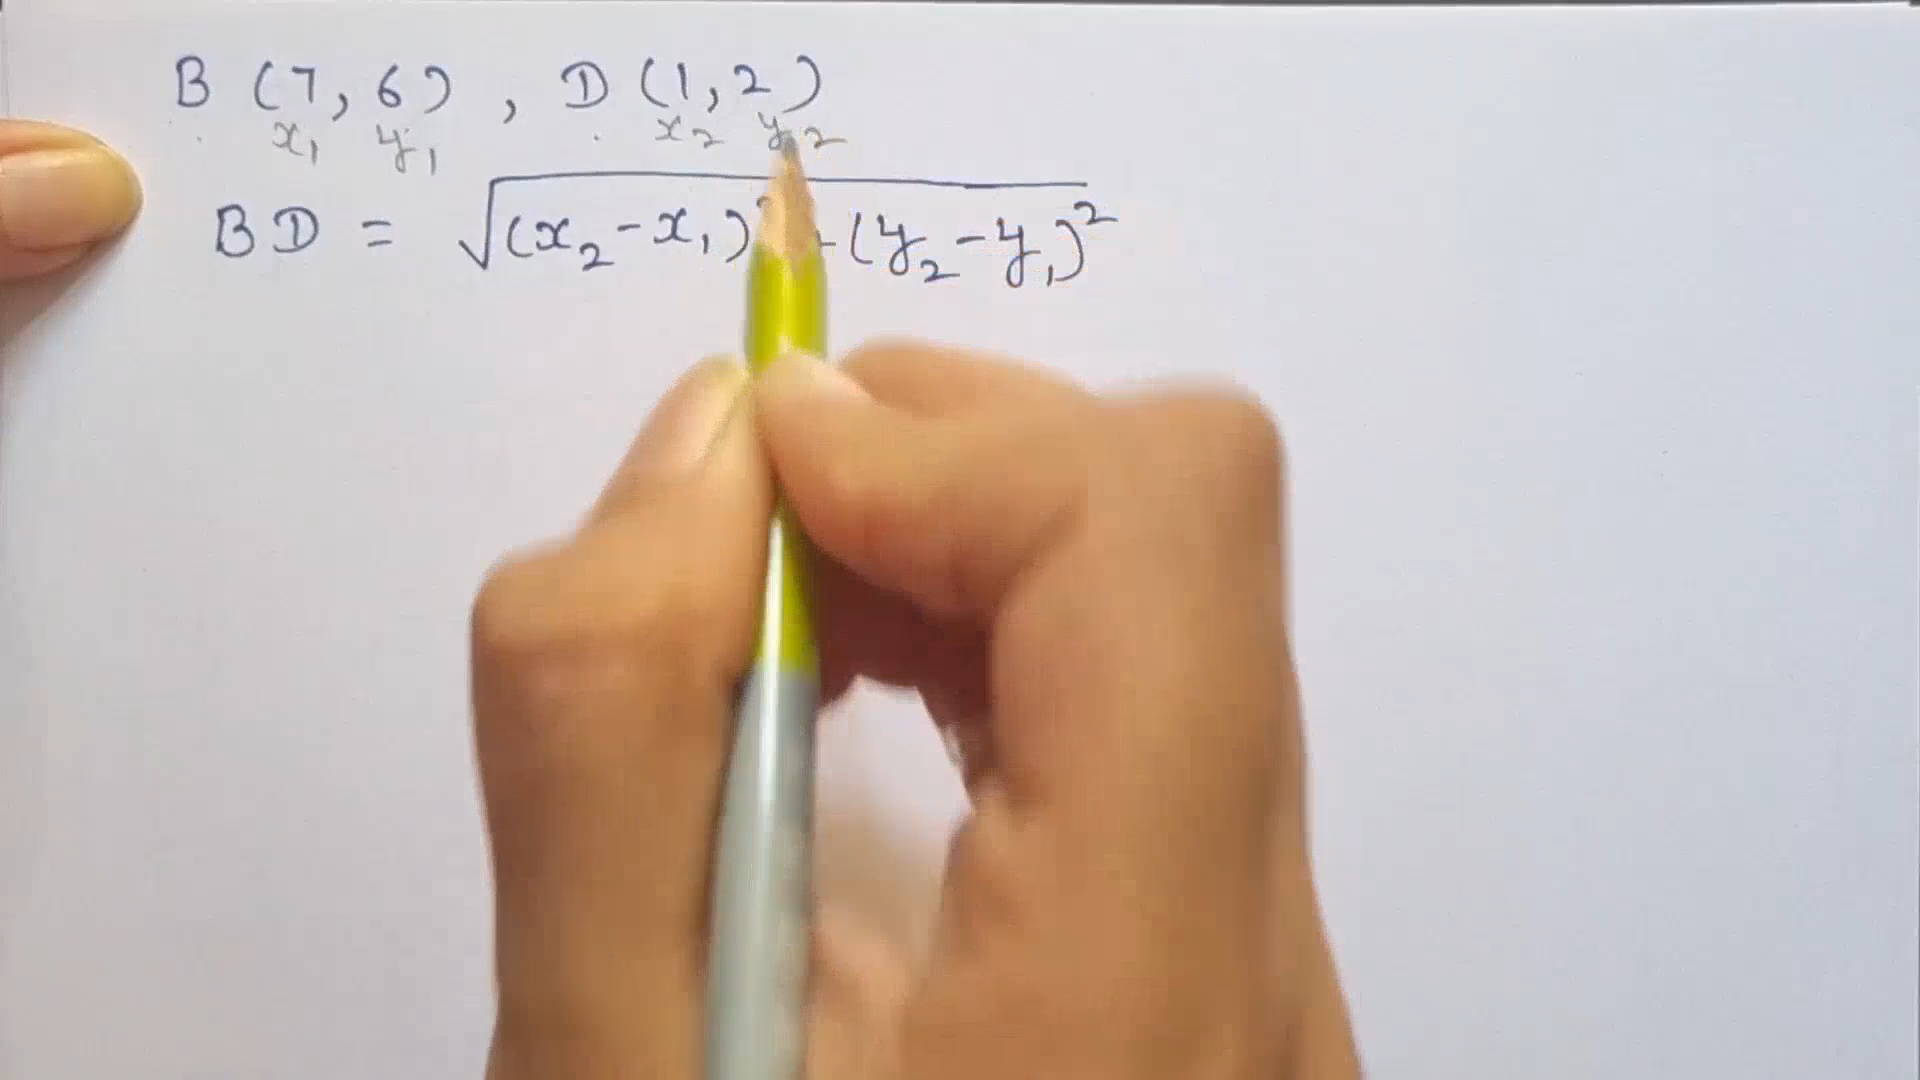 B (7, 6) , D (1, 2)
x₁ y₁ x₂ y₂
BD = √(x₂-x₁)² + (y₂-y₁)²